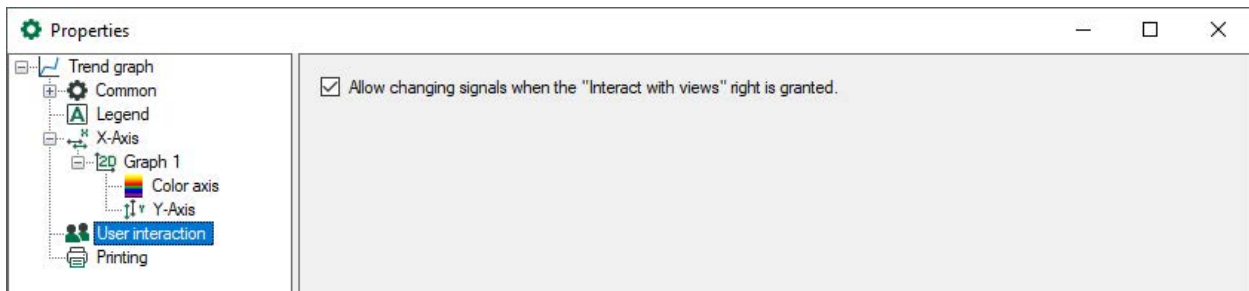 Properties
Trend graph
Common
Legend
X-Axis
Graph 1
Color axis
Y-Axis
User interaction
Printing
Allow changing signals when the "Interact with views" right is granted.